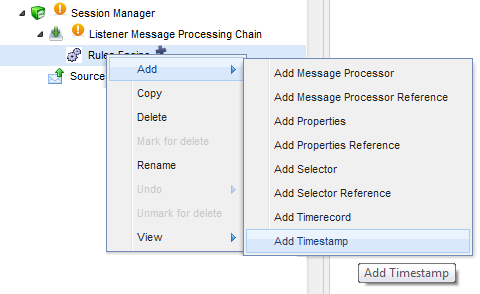 Session Manager
Listener Message Processing Chain
Rules Engine
Source
Add
Copy
Delete
Mark for delete
Rename
Undo
Unmark for delete
View
Add Message Processor
Add Message Processor Reference
Add Properties
Add Properties Reference
Add Selector
Add Selector Reference
Add Timerecord
Add Timestamp
Add Timestamp